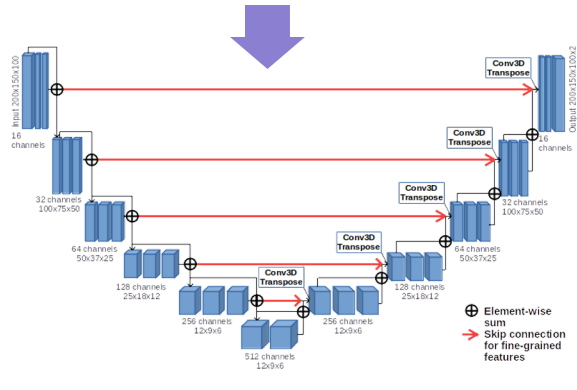 Input 200x150x100
16
channels
32 channels
100x75x50
64 channels
50x37x25
128 channels
25x18x12
256 channels
12x9x6
512 channels
12x9x6
Conv3D
Transpose
256 channels
12x9x6
Conv3D
Transpose
128 channels
25x18x12
Conv3D
Transpose
64 channels
50x37x25
Conv3D
Transpose
32 channels
100x75x50
Conv3D
Transpose
16
channels
Output 200x150x100x2
Element-wise
sum
Skip connection
for fine-grained
features